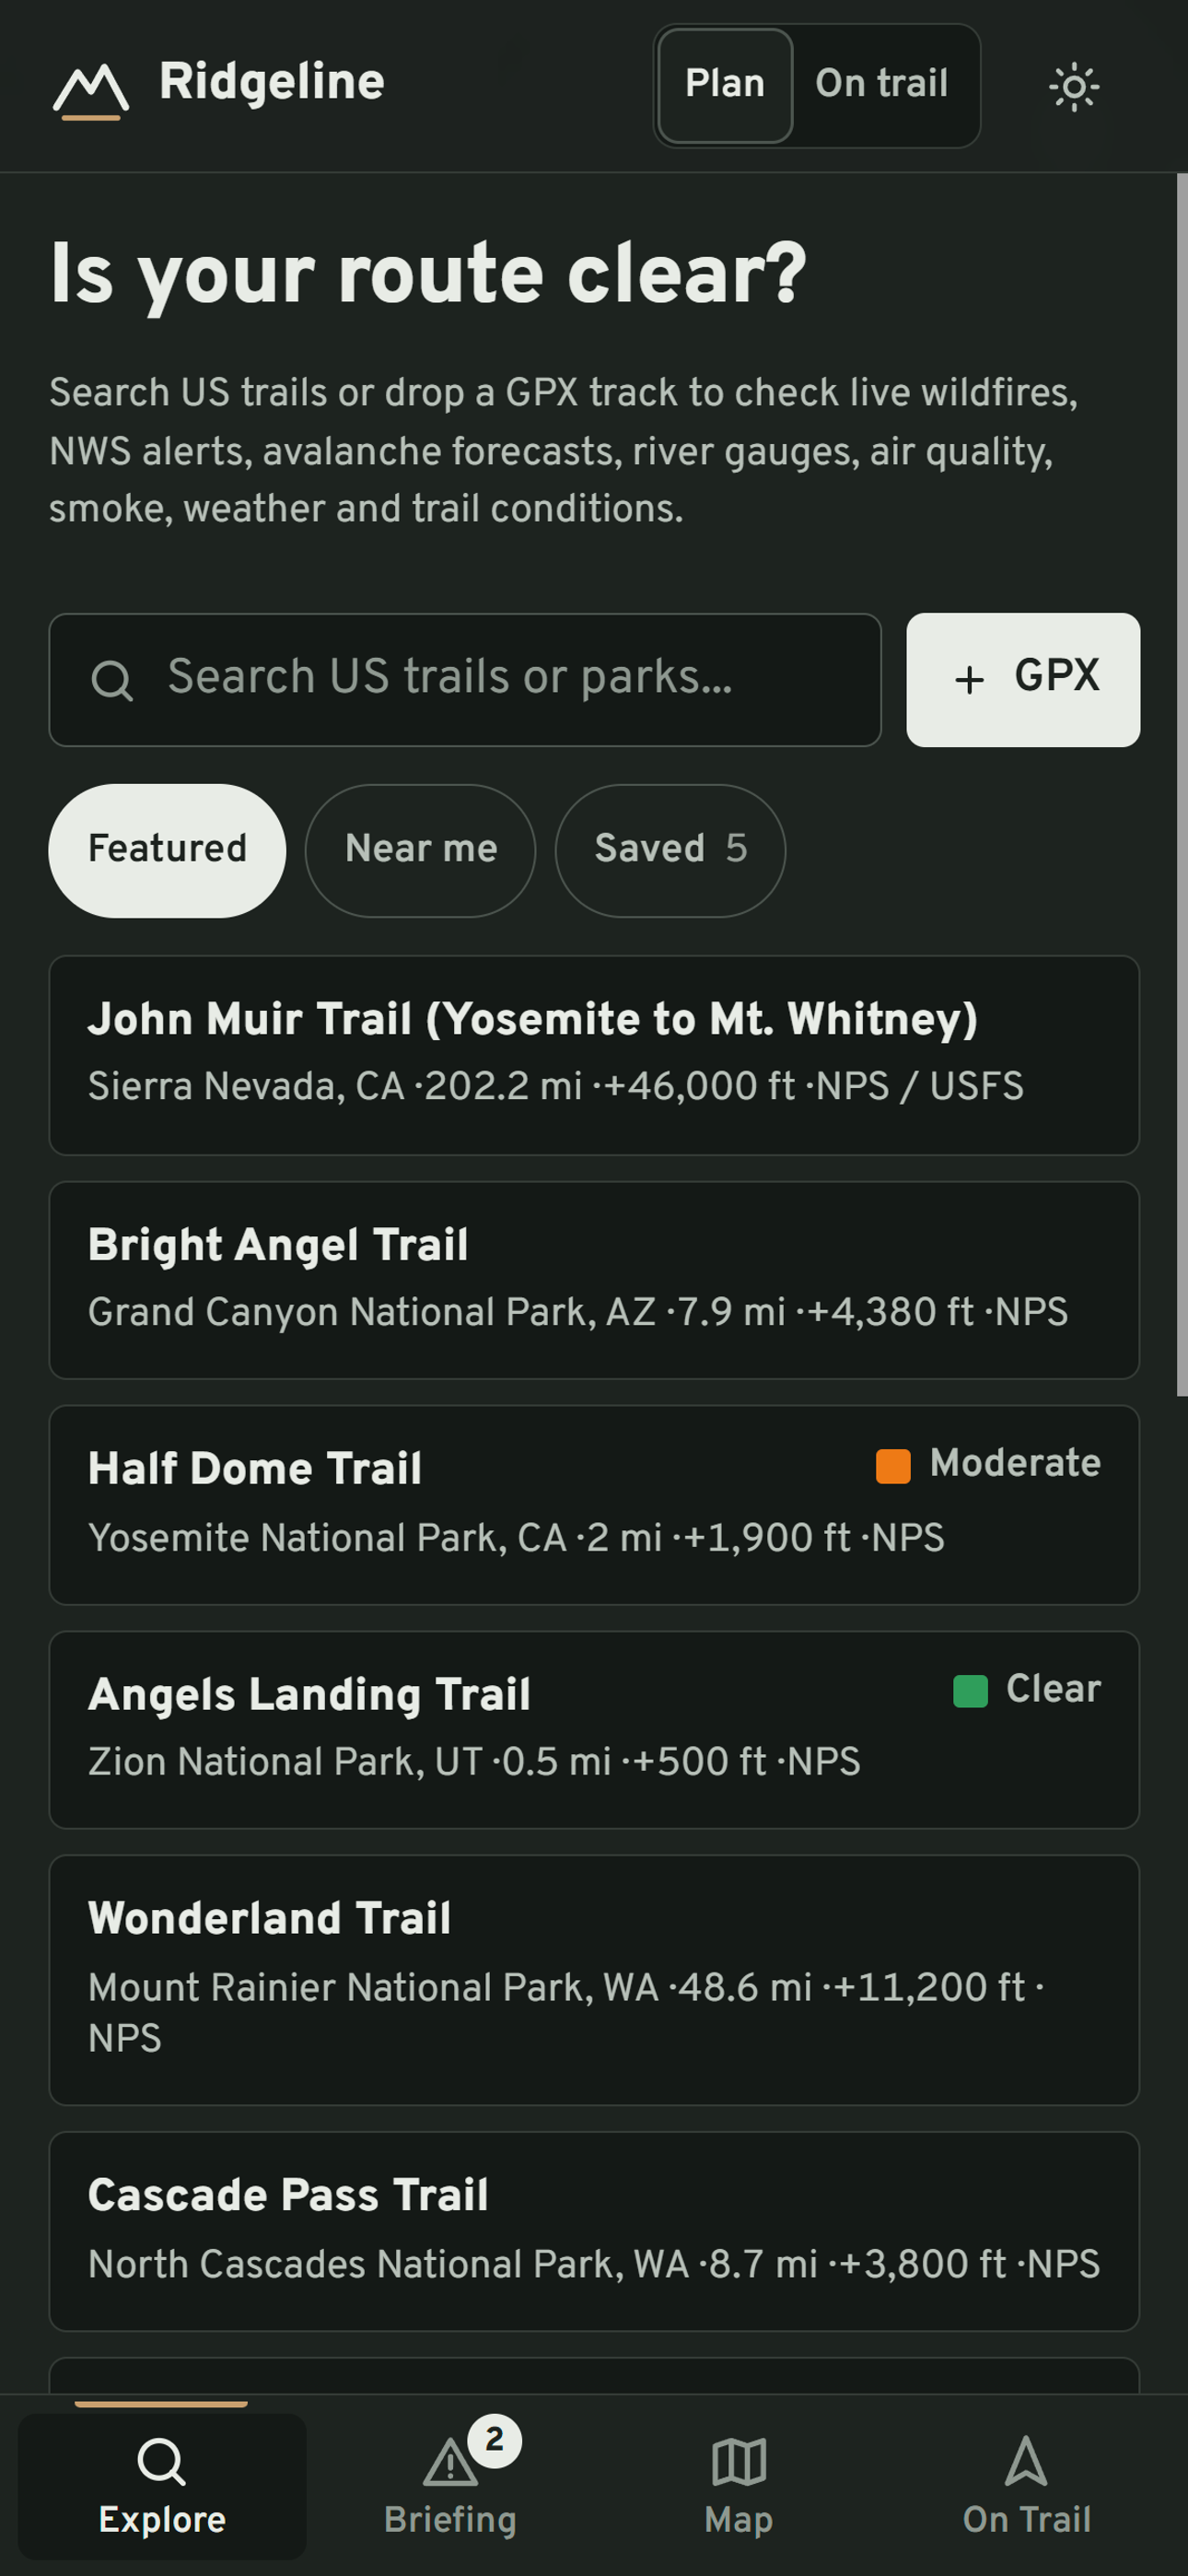 Ridgeline
Plan
On trail
Is your route clear?
Search US trails or drop a GPX track to check live wildfires,
NWS alerts, avalanche forecasts, river gauges, air quality,
smoke, weather and trail conditions.
Search US trails or parks...
+ GPX
Featured
Near me
Saved 5
John Muir Trail (Yosemite to Mt. Whitney)
Sierra Nevada, CA ·202.2 mi ·+46,000 ft ·NPS / USFS
Bright Angel Trail
Grand Canyon National Park, AZ ·7.9 mi ·+4,380 ft ·NPS
Half Dome Trail
Moderate
Yosemite National Park, CA ·2 mi ·+1,900 ft ·NPS
Angels Landing Trail
Clear
Zion National Park, UT ·0.5 mi ·+500 ft ·NPS
Wonderland Trail
Mount Rainier National Park, WA ·48.6 mi ·+11,200 ft ·
NPS
Cascade Pass Trail
North Cascades National Park, WA ·8.7 mi ·+3,800 ft ·NPS
2
Explore
Briefing
Map
On Trail